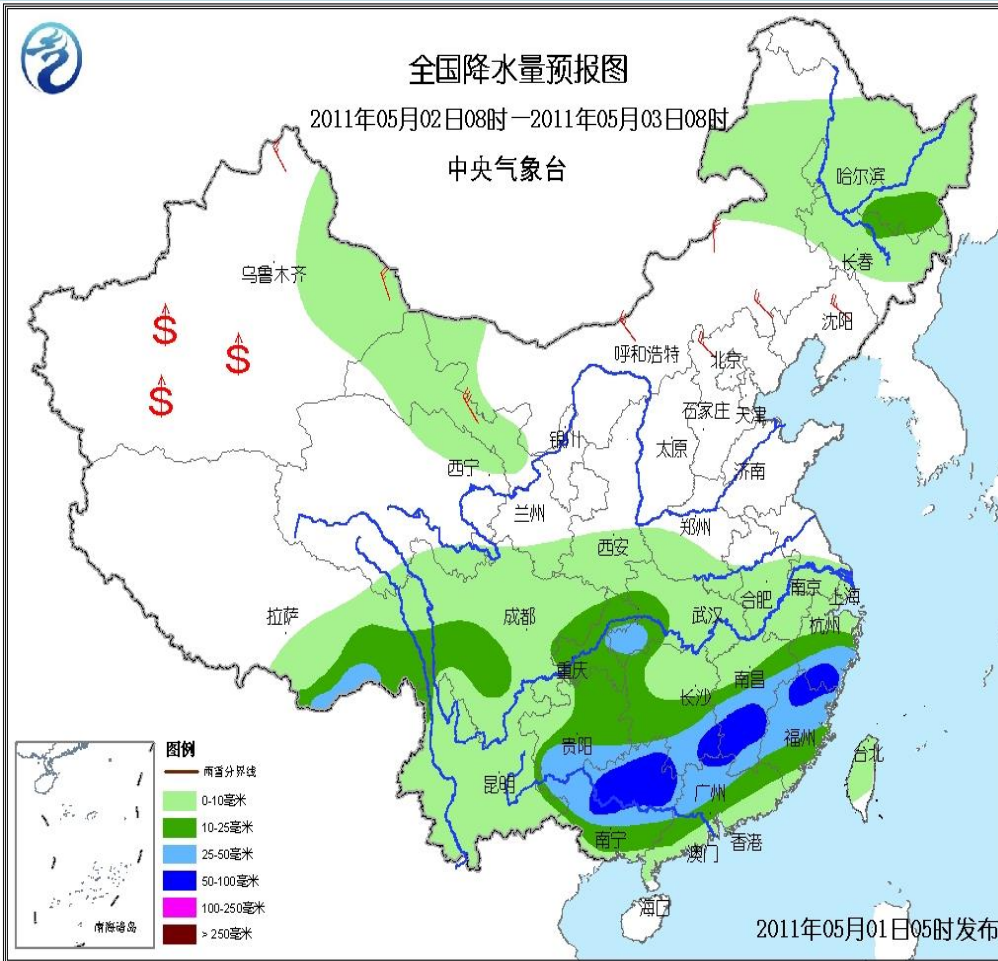 全国降水量预报图
2011年05月02日08时—2011年05月03日08时
中央气象台
哈尔滨
长春
乌鲁木齐
沈阳
呼和浩特
北京
石家庄
天津
银川
太原
西宁
济南
兰州
郑州
西安
南京
合肥
上海
拉萨
成都
武汉
杭州
重庆
南昌
长沙
贵阳
福州
台北
昆明
广州
南宁
香港
澳门
海口
图例
雨雪分界线
0-10毫米
10-25毫米
25-50毫米
50-100毫米
100-250毫米
> 250毫米
南海诸岛
2011年05月01日05时发布